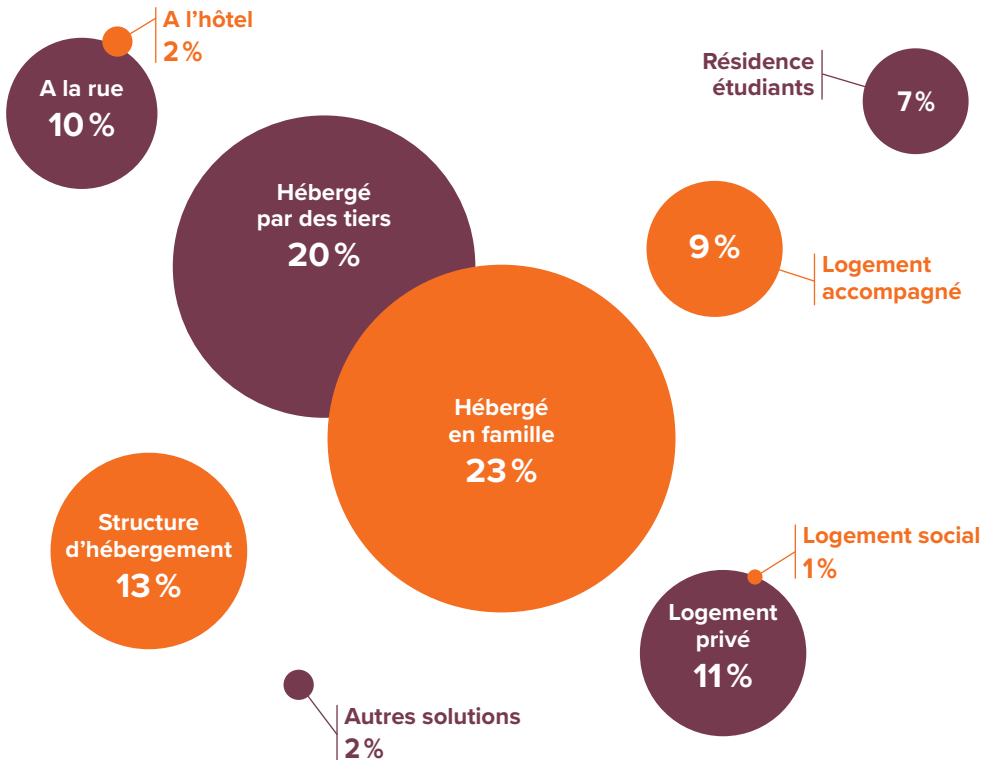 A l’hôtel
2 %
A la rue
10 %
Résidence
étudiants
7 %
Hébergé
par des tiers
20 %
9 %
Logement
accompagné
Hébergé
en famille
23 %
Structure
d’hébergement
13 %
Logement social
1 %
Logement
privé
11 %
Autres solutions
2 %